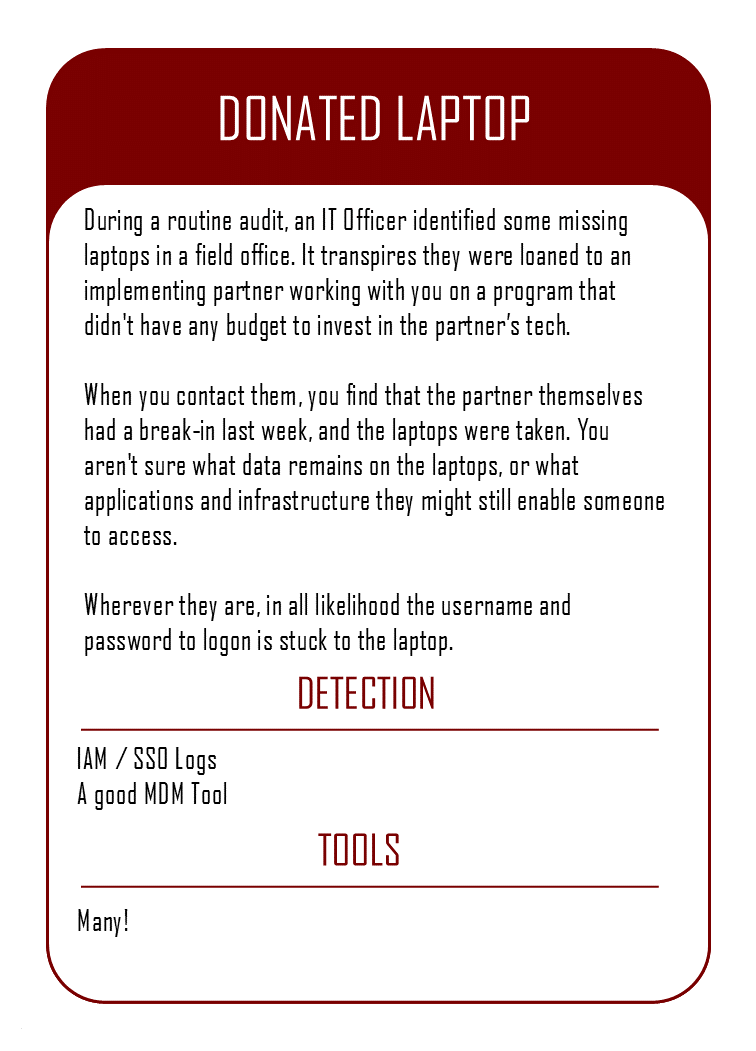 DONATED LAPTOP
During a routine audit, an IT Officer identified some missing
laptops in a field office. It transpires they were loaned to an
implementing partner working with you on a program that
didn't have any budget to invest in the partner’s tech.
When you contact them, you find that the partner themselves
had a break-in last week, and the laptops were taken. You
aren't sure what data remains on the laptops, or what
applications and infrastructure they might still enable someone
to access.
Wherever they are, in all likelihood the username and
password to logon is stuck to the laptop.
DETECTION
IAM / SSO Logs
A good MDM Tool
TOOLS
Many!